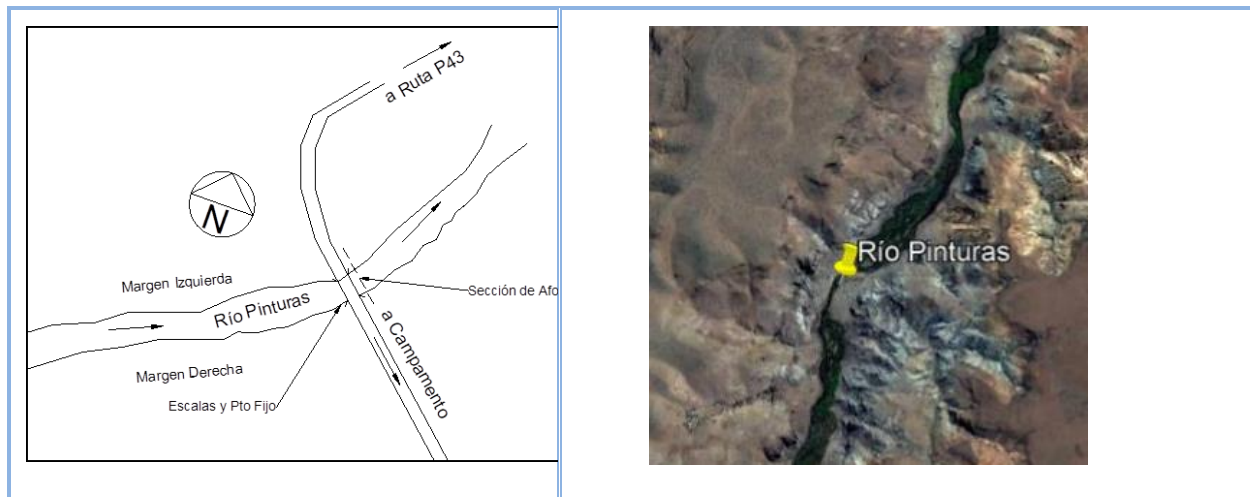 a Ruta P43
N
Margen Izquierda
Río Pinturas
Sección de Afo
a Campamento
Margen Derecha
Escalas y Pto Fijo
Río Pinturas